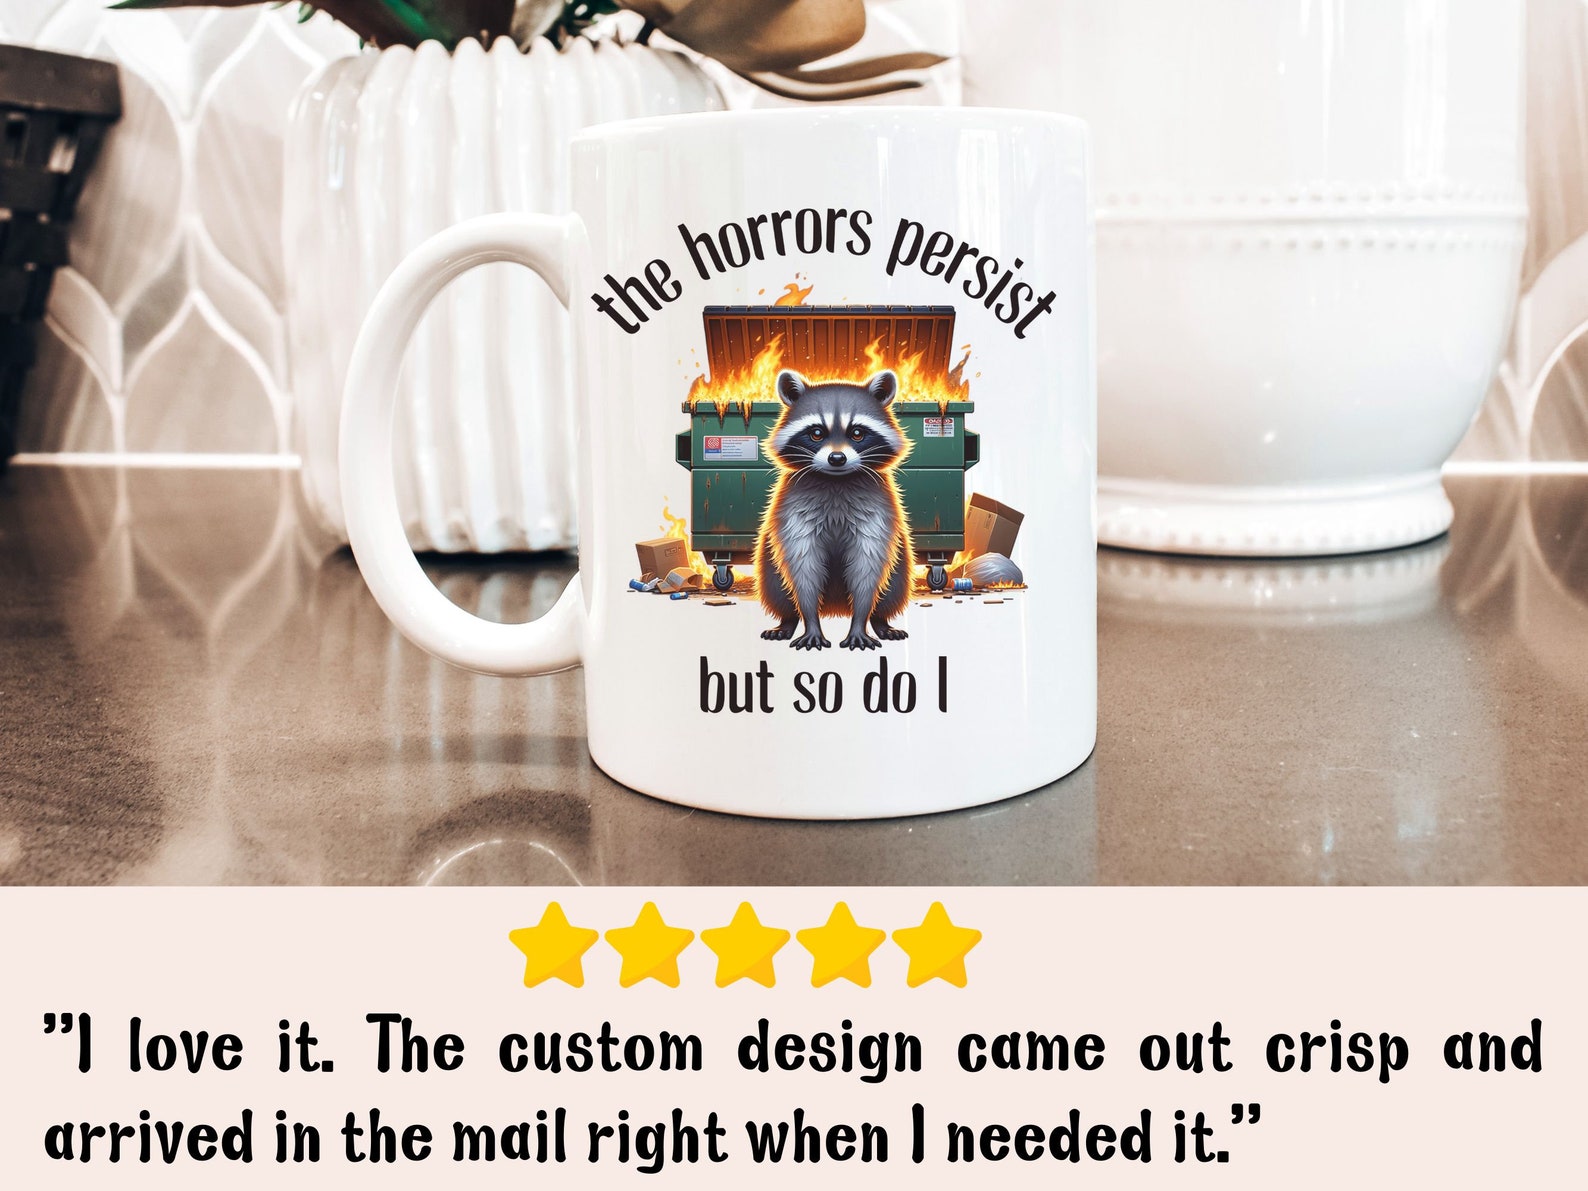 the horrors persist
but so do I
"I love it. The custom design came out crisp and
arrived in the mail right when I needed it."